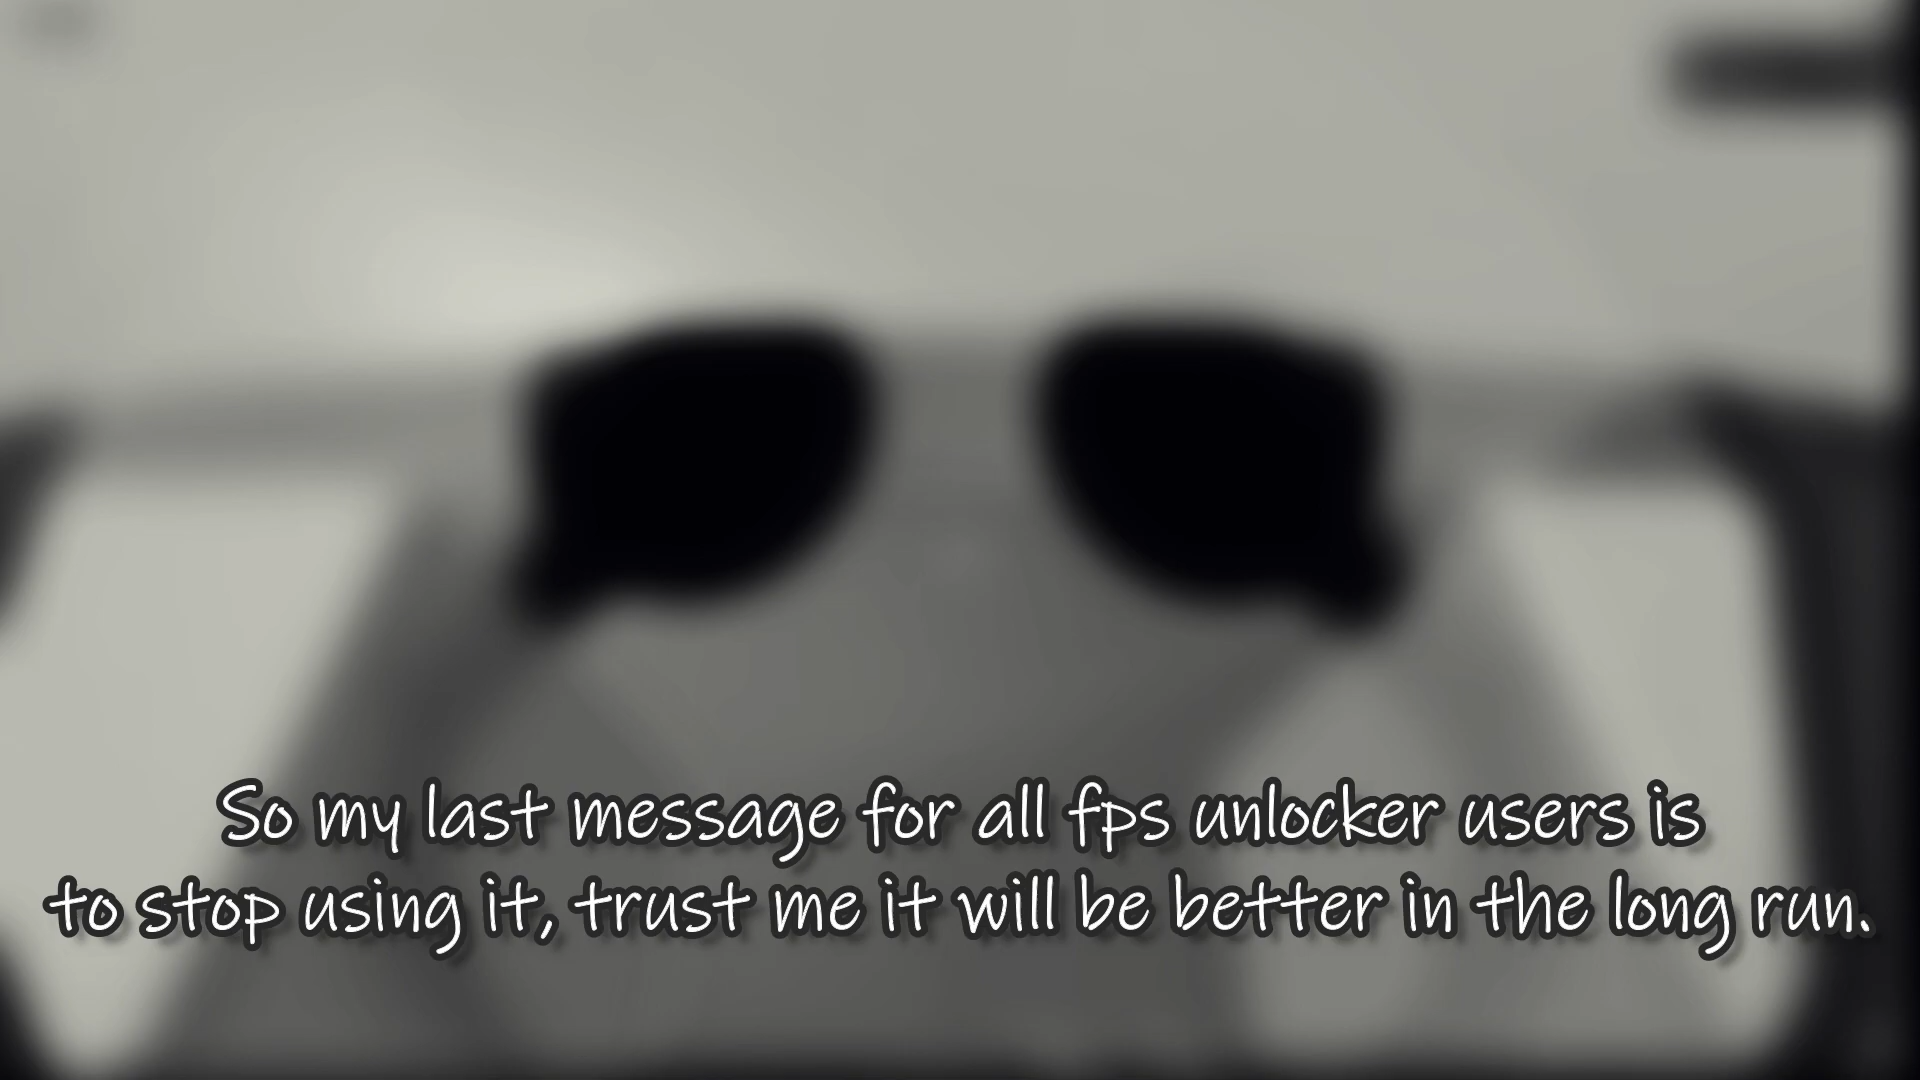 So my last message for all fps unlocker users is
to stop using it, trust me it will be better in the long run.